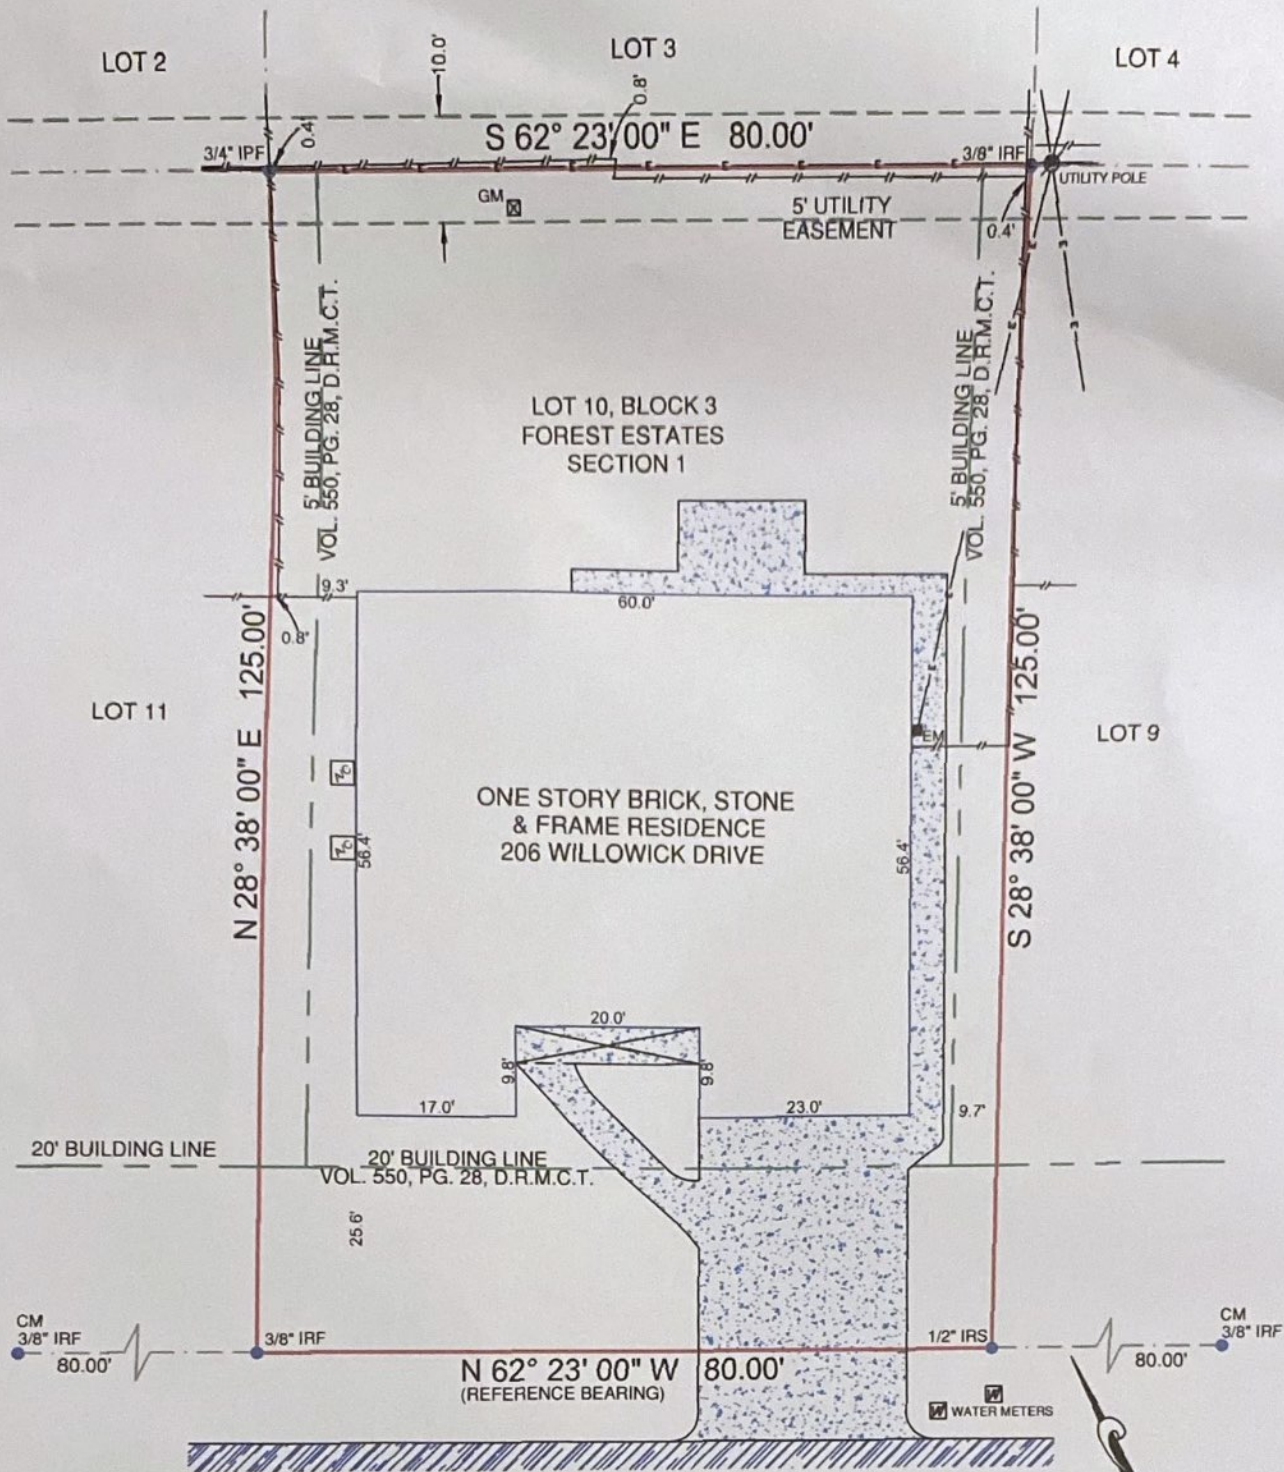 LOT 2
LOT 3
LOT 4
10.0'
0.8'
0.4'
S 62° 23' 00" E 80.00'
3/4" IPF
3/8" IRF
UTILITY POLE
GM
5' UTILITY
EASEMENT
0.4'
5' BUILDING LINE
VOL. 550, PG. 28, D.R.M.C.T.
5' BUILDING LINE
VOL. 550, PG. 28, D.R.M.C.T.
LOT 10, BLOCK 3
FOREST ESTATES
SECTION 1
9.3'
60.0'
0.8'
N 28° 38' 00" E 125.00'
S 28° 38' 00" W 125.00'
LOT 11
LOT 9
EM
ONE STORY BRICK, STONE
& FRAME RESIDENCE
206 WILLOWICK DRIVE
56.4'
56.4'
20.0'
9.8'
9.8'
17.0'
23.0'
9.7'
20' BUILDING LINE
20' BUILDING LINE
VOL. 550, PG. 28, D.R.M.C.T.
25.6'
CM
3/8" IRF
80.00'
3/8" IRF
1/2" IRS
CM
3/8" IRF
80.00'
N 62° 23' 00" W 80.00'
(REFERENCE BEARING)
W
W WATER METERS